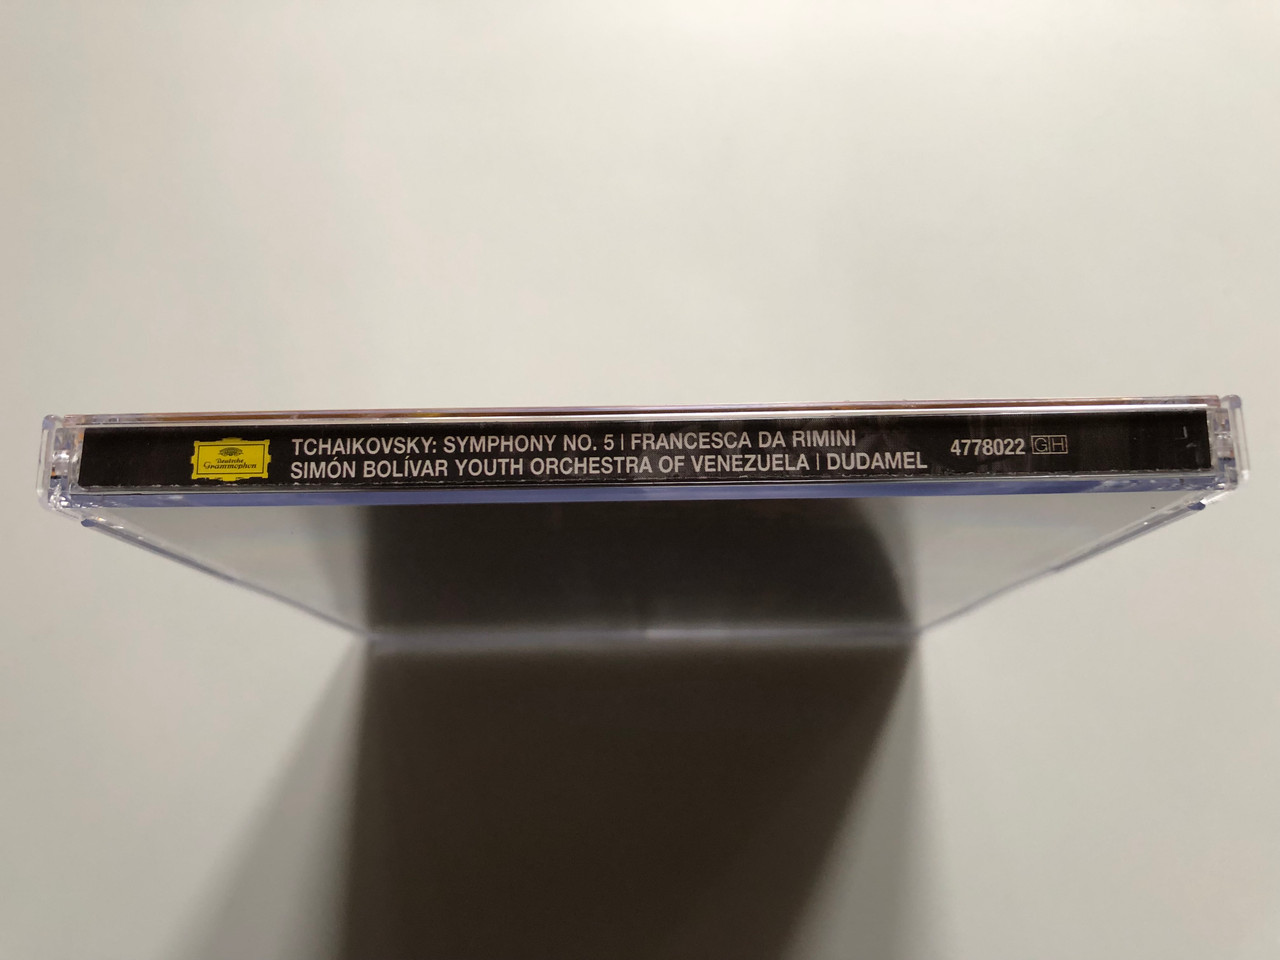 Deutsche
Grammophon
TCHAIKOVSKY: SYMPHONY NO. 5 | FRANCESCA DA RIMINI
SIMÓN BOLÍVAR YOUTH ORCHESTRA OF VENEZUELA | DUDAMEL
4778022 GH